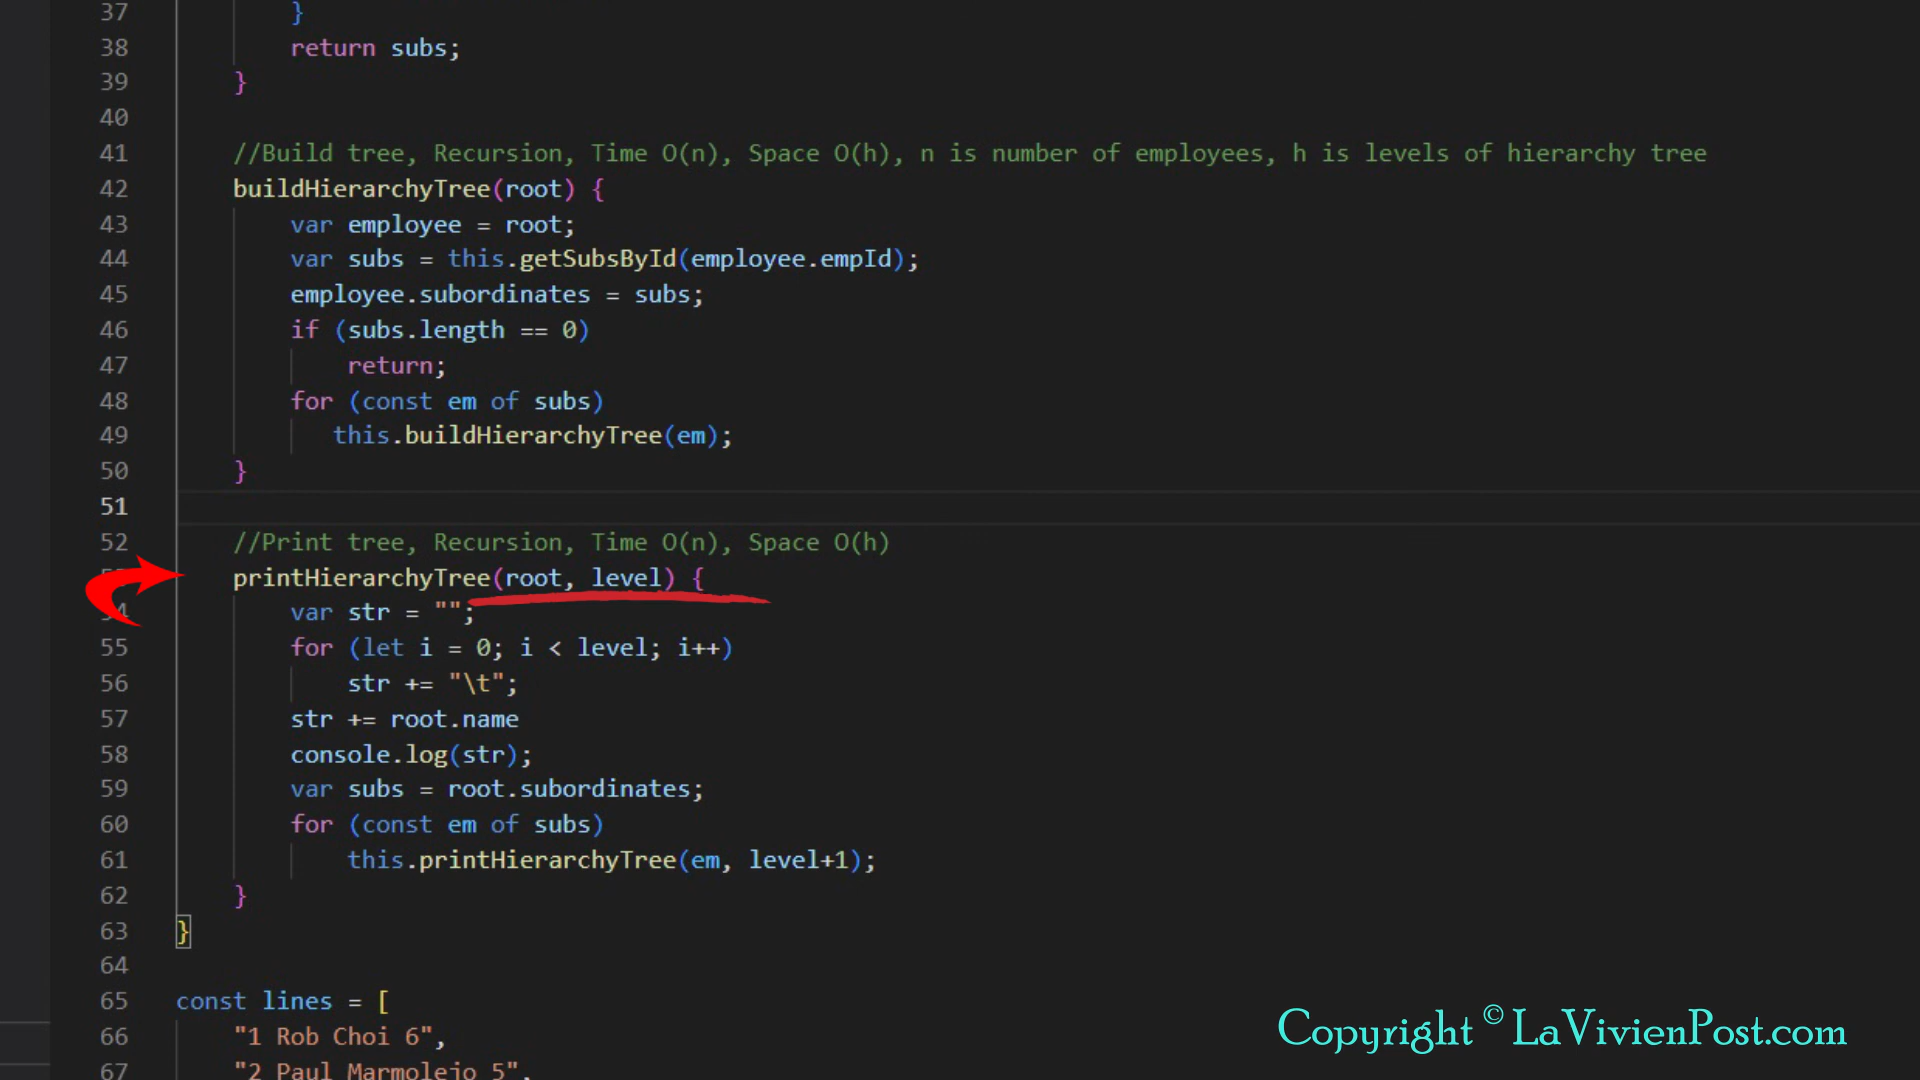 37 }
38 return subs;
39 }
40
41 //Build tree, Recursion, Time O(n), Space O(h), n is number of employees, h is levels of hierarchy tree
42 buildHierarchyTree(root) {
43 var employee = root;
44 var subs = this.getSubsById(employee.empId);
45 employee.subordinates = subs;
46 if (subs.length == 0)
47 return;
48 for (const em of subs)
49 this.buildHierarchyTree(em);
50 }
51
52 //Print tree, Recursion, Time O(n), Space O(h)
printHierarchyTree(root, level) {
54 var str = "";
55 for (let i = 0; i < level; i++)
56 str += "\t";
57 str += root.name
58 console.log(str);
59 var subs = root.subordinates;
60 for (const em of subs)
61 this.printHierarchyTree(em, level+1);
62 }
63 }
64
65 const lines = [
66 "1 Rob Choi 6",
67 "2 Paul Marmolejo 5",
Copyright © LaVivienPost.com